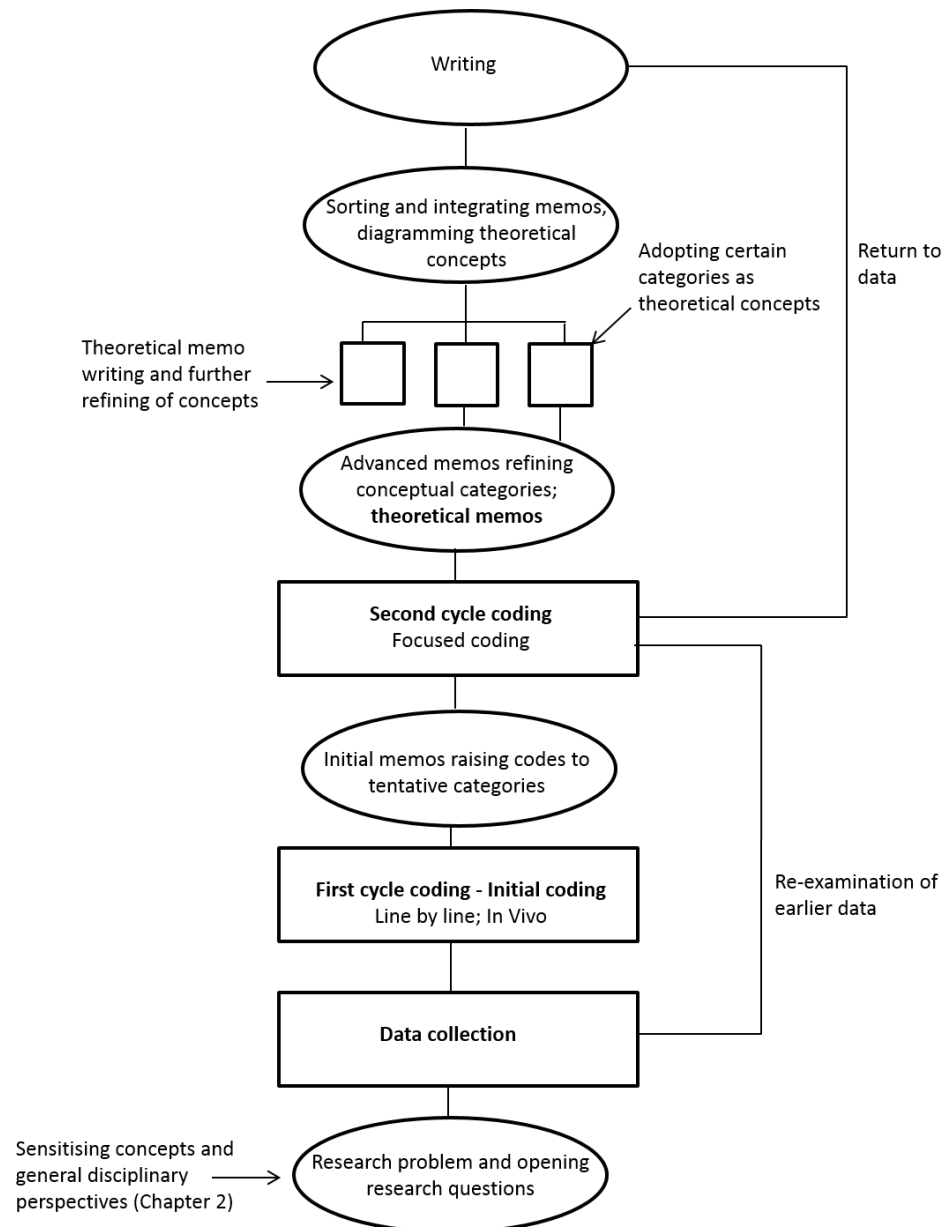 Writing
Sorting and integrating memos,
diagramming theoretical
concepts
Adopting certain
categories as
theoretical concepts
Return to
data
Theoretical memo
writing and further
refining of concepts
Advanced memos refining
conceptual categories;
theoretical memos
Second cycle coding
Focused coding
Initial memos raising codes to
tentative categories
First cycle coding - Initial coding
Line by line; In Vivo
Re-examination of
earlier data
Data collection
Sensitising concepts and
general disciplinary
perspectives (Chapter 2)
Research problem and opening
research questions